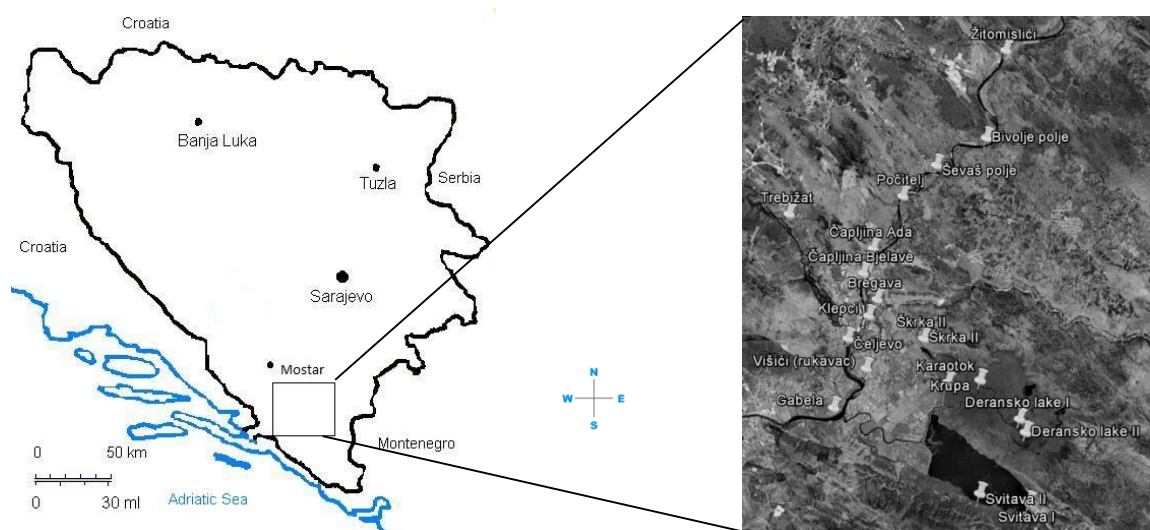 Croatia
Banja Luka
Tuzla
Serbia
Croatia
Sarajevo
Mostar
Montenegro
0 50 km
0 30 ml
Adriatic Sea
N
W E
S
Žitomislići
Bivolje polje
Ševaš polje
Počitelj
Trebižat
Čapljina Ada
Čapljina Bjelave
Bregava
Klepci
Škrka II
Škrka II
Čeljevo
Višići (rukavac)
Karaotok
Krupa
Gabela
Deransko lake I
Deransko lake II
Svitava II
Svitava I